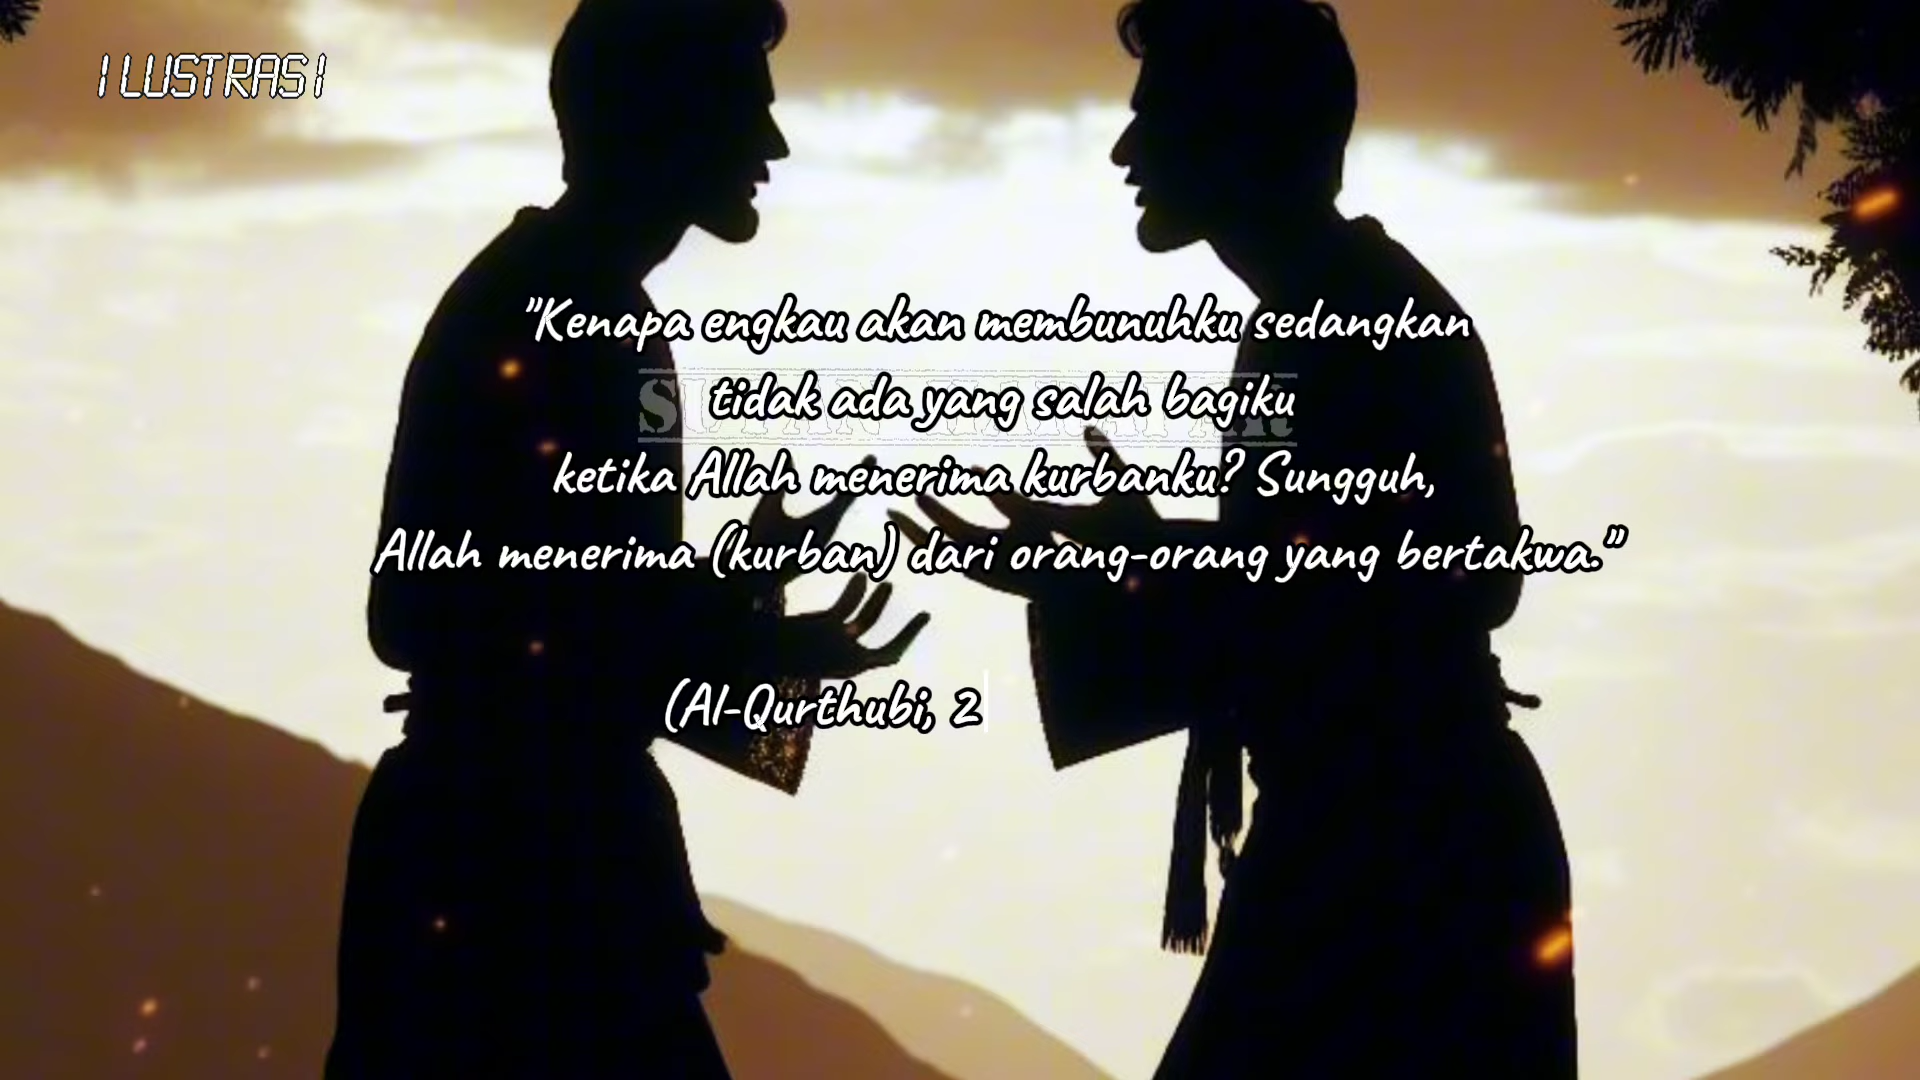 ILUSTRASI
"Kenapa engkau akan membunuhku sedangkan
tidak ada yang salah bagiku
ketika Allah menerima kurbanku? Sungguh,
Allah menerima (kurban) dari orang-orang yang bertakwa."
(Al-Qurthubi, 2